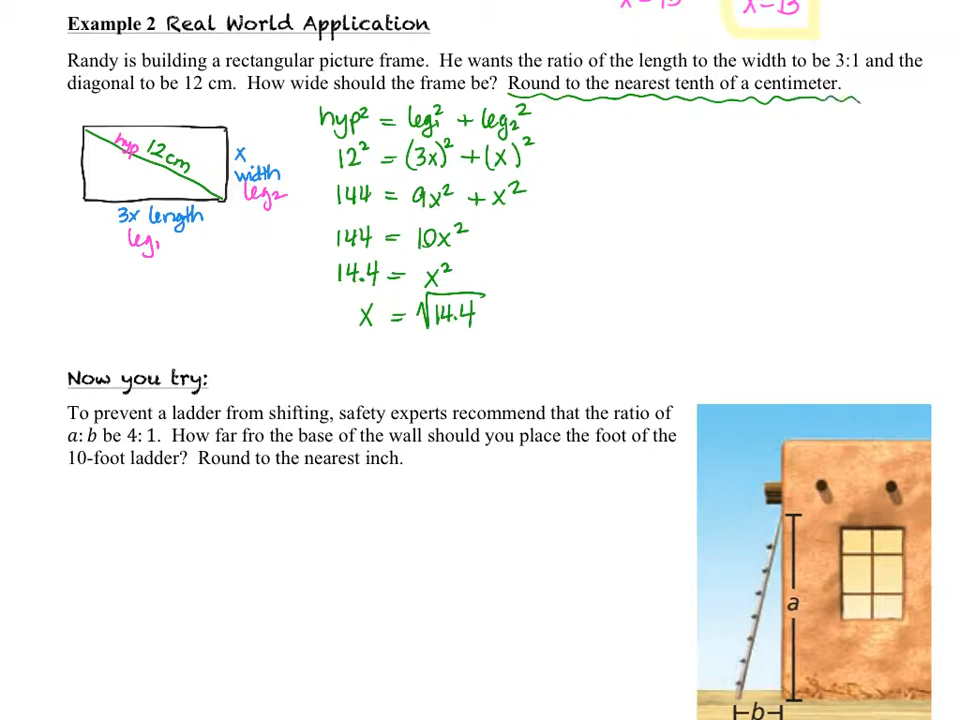 x=13
x=13
Example 2 Real World Application
Randy is building a rectangular picture frame. He wants the ratio of the length to the width to be 3:1 and the
diagonal to be 12 cm. How wide should the frame be? Round to the nearest tenth of a centimeter.
hyp 12cm
x
width
leg2
3x length
leg1
hyp² = leg1² + leg2²
12² = (3x)² + (x)²
144 = 9x² + x²
144 = 10x²
14.4 = x²
x = √14.4
Now you try:
To prevent a ladder from shifting, safety experts recommend that the ratio of
a: b be 4: 1. How far fro the base of the wall should you place the foot of the
10-foot ladder? Round to the nearest inch.
a
b